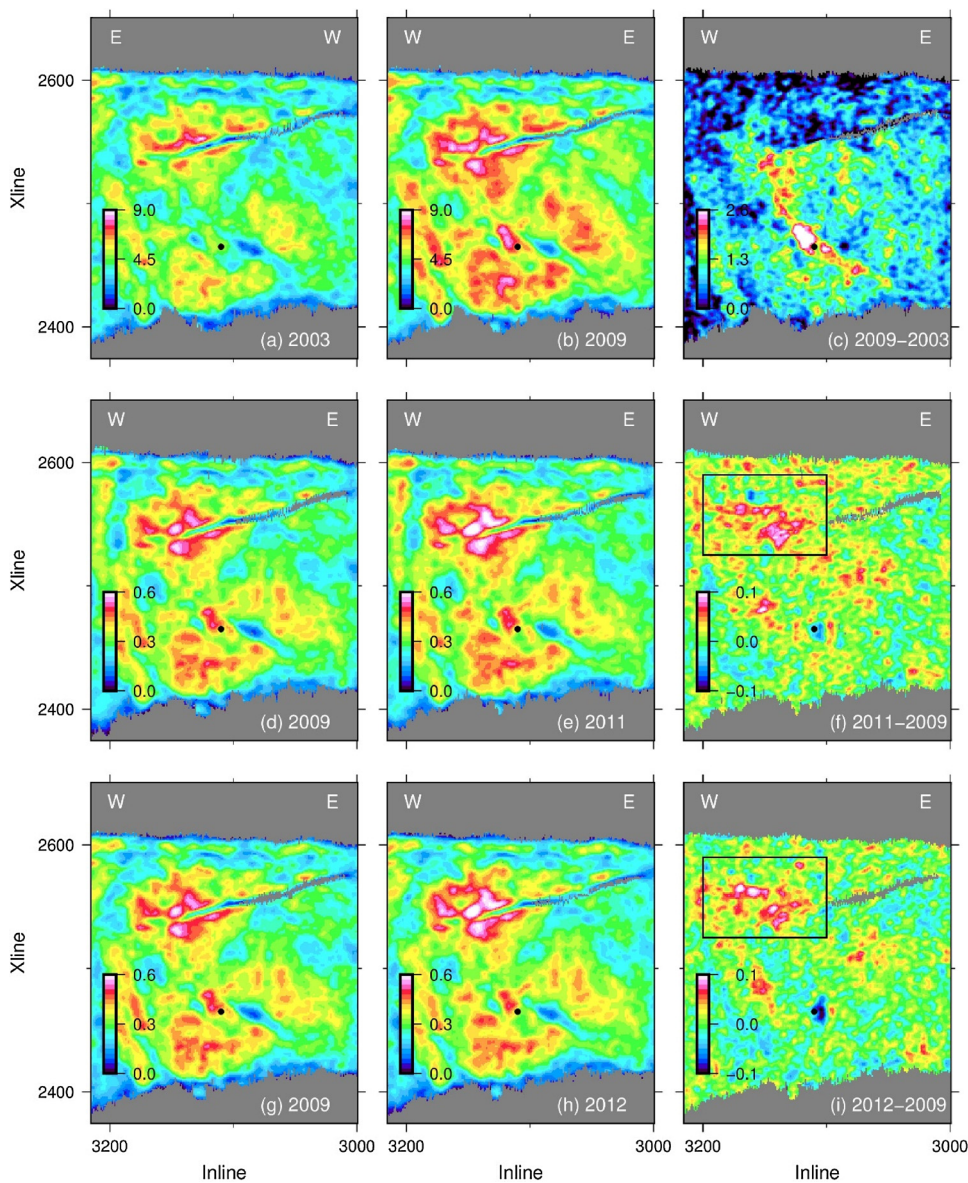 E W
W E
W E
2600
Xline
9.0
4.5
0.0
9.0
4.5
0.0
2.6
1.3
0.0
2400
(a) 2003
(b) 2009
(c) 2009−2003
W E
W E
W E
2600
Xline
0.6
0.3
0.0
0.6
0.3
0.0
0.1
0.0
−0.1
2400
(d) 2009
(e) 2011
(f) 2011−2009
W E
W E
W E
2600
Xline
0.6
0.3
0.0
0.6
0.3
0.0
0.1
0.0
−0.1
2400
(g) 2009
(h) 2012
(i) 2012−2009
3200 3000
3200 3000
3200 3000
Inline
Inline
Inline